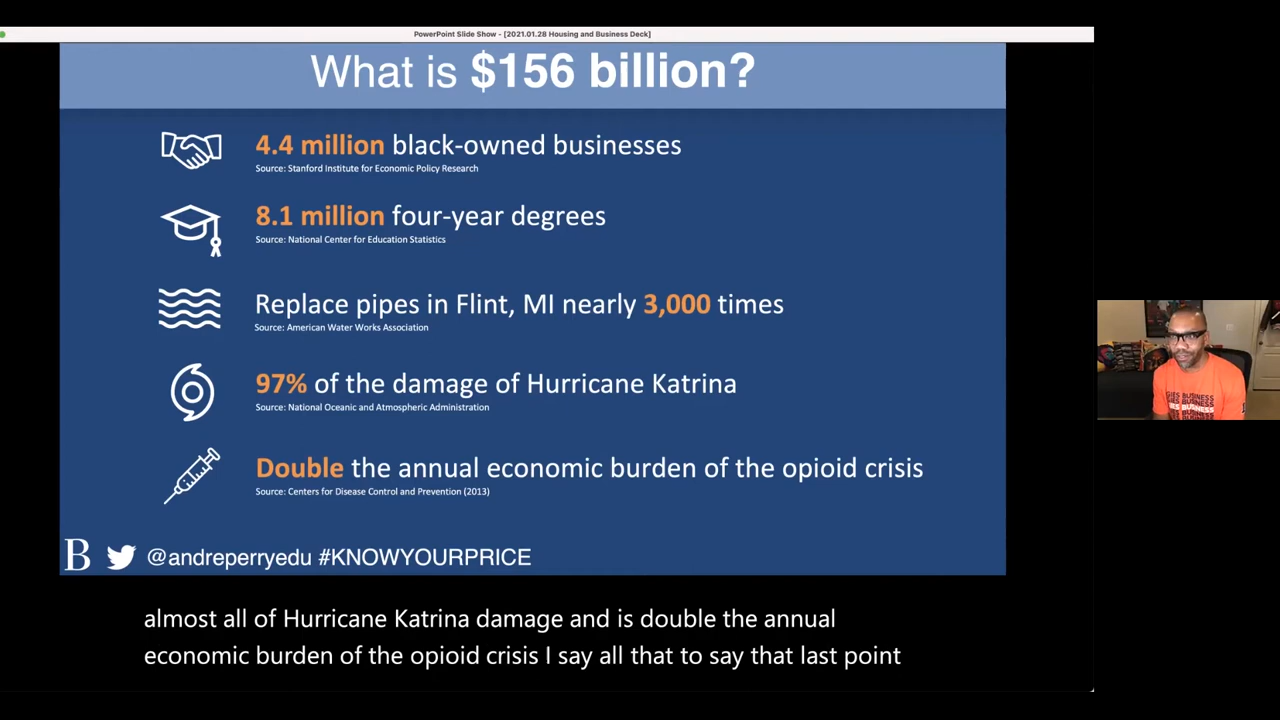 PowerPoint Slide Show - [2021.01.28 Housing and Business Deck]
What is $156 billion?
4.4 million black-owned businesses
Source: Stanford Institute for Economic Policy Research
8.1 million four-year degrees
Source: National Center for Education Statistics
Replace pipes in Flint, MI nearly 3,000 times
Source: American Water Works Association
97% of the damage of Hurricane Katrina
Source: National Oceanic and Atmospheric Administration
Double the annual economic burden of the opioid crisis
Source: Centers for Disease Control and Prevention (2013)
B @andreperryedu #KNOWYOURPRICE
almost all of Hurricane Katrina damage and is double the annual
economic burden of the opioid crisis I say all that to say that last point
BUSINESS